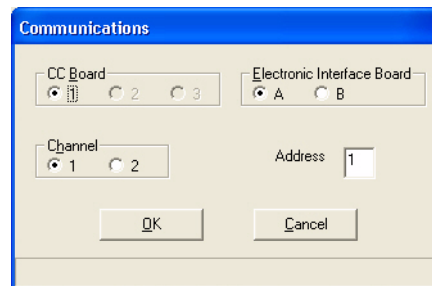 Communications
CC Board
1 2 3
Electronic Interface Board
A B
Channel
1 2
Address 1
OK Cancel